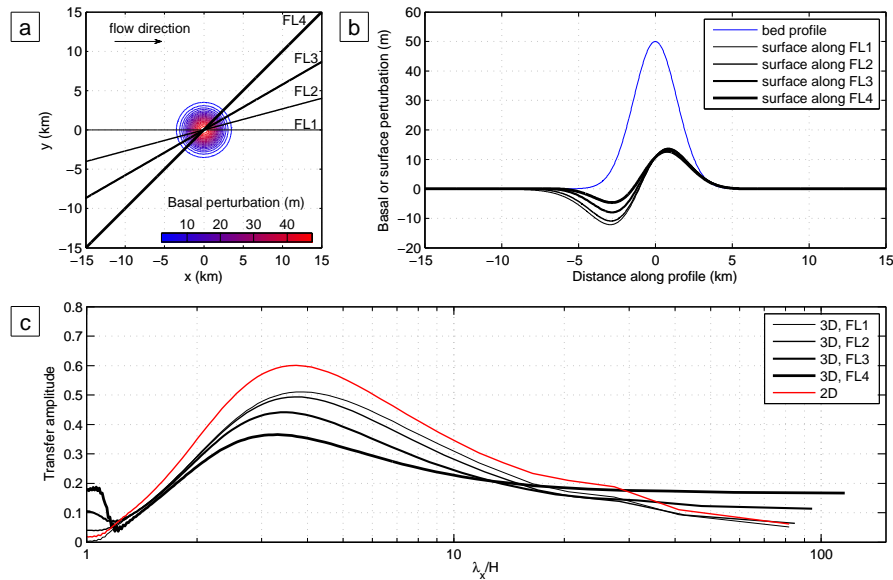 a
flow direction
FL4
FL3
FL2
FL1
Basal perturbation (m)
10 20 30 40
15
10
5
0
−5
−10
−15
y (km)
−15 −10 −5 0 5 10 15
x (km)
b
bed profile
surface along FL1
surface along FL2
surface along FL3
surface along FL4
60
50
40
30
20
10
0
−10
−20
Basal or surface perturbation (m)
−15 −10 −5 0 5 10 15
Distance along profile (km)
c
3D, FL1
3D, FL2
3D, FL3
3D, FL4
2D
0.8
0.7
0.6
0.5
0.4
0.3
0.2
0.1
0
Transfer amplitude
1 10 100
λx/H